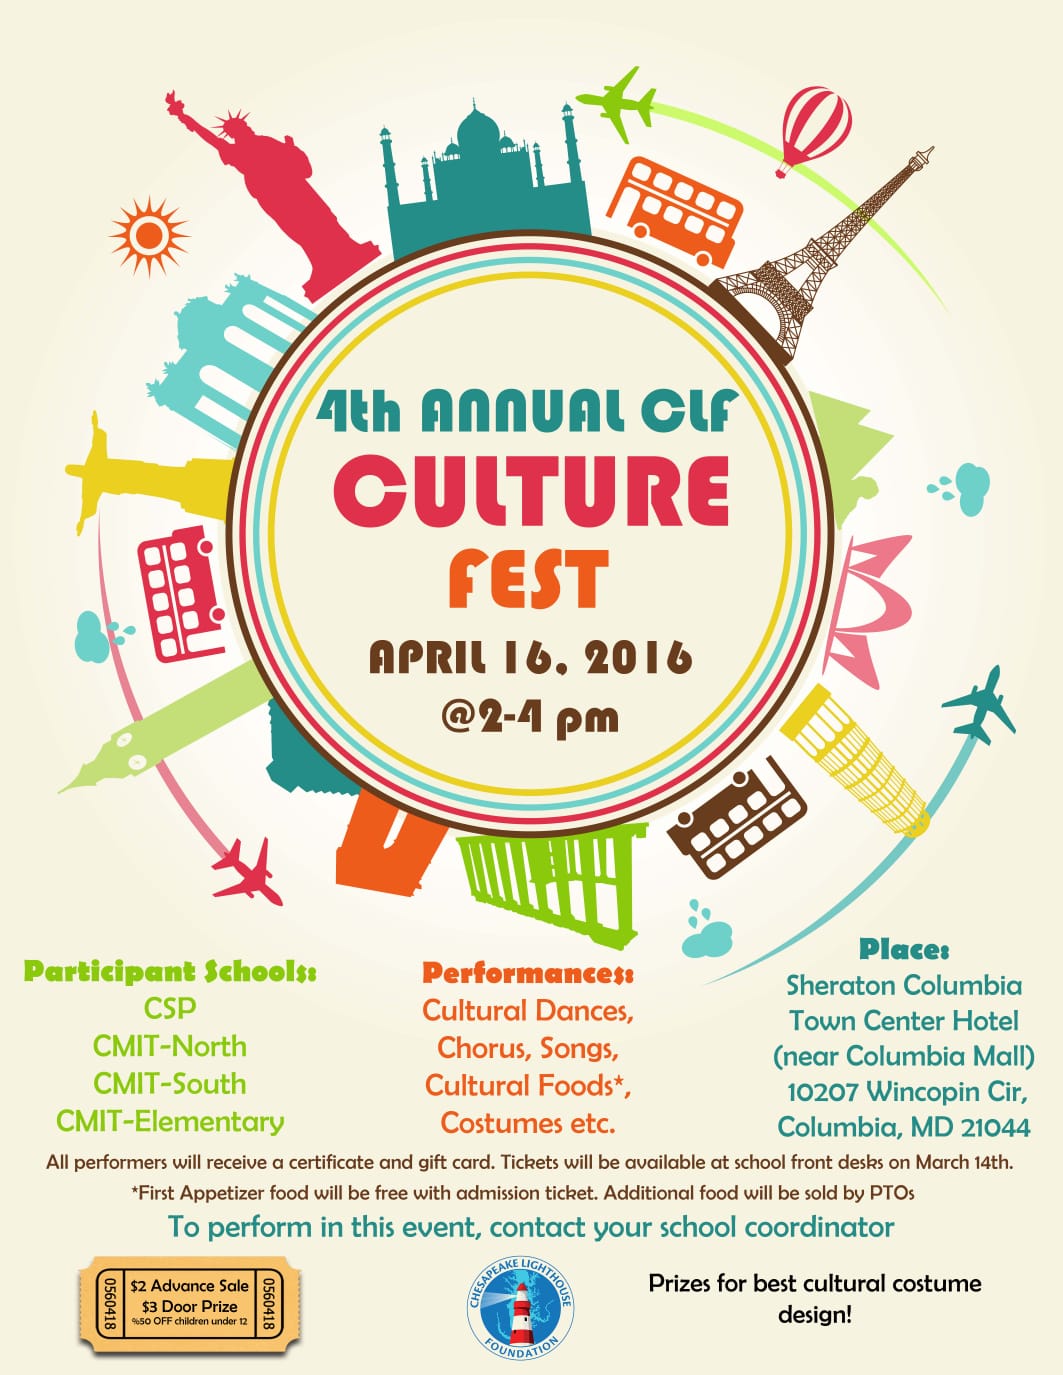 4th ANNUAL CLF
CULTURE
FEST
APRIL 16, 2016
@2-4 pm
Participant Schools:
CSP
CMIT-North
CMIT-South
CMIT-Elementary
Performances:
Cultural Dances,
Chorus, Songs,
Cultural Foods*,
Costumes etc.
Place:
Sheraton Columbia
Town Center Hotel
(near Columbia Mall)
10207 Wincopin Cir,
Columbia, MD 21044
All performers will receive a certificate and gift card. Tickets will be available at school front desks on March 14th.
*First Appetizer food will be free with admission ticket. Additional food will be sold by PTOs
To perform in this event, contact your school coordinator
0560418
$2 Advance Sale
$3 Door Prize
%50 OFF children under 12
0560418
CHESAPEAKE LIGHTHOUSE
FOUNDATION
Prizes for best cultural costume
design!